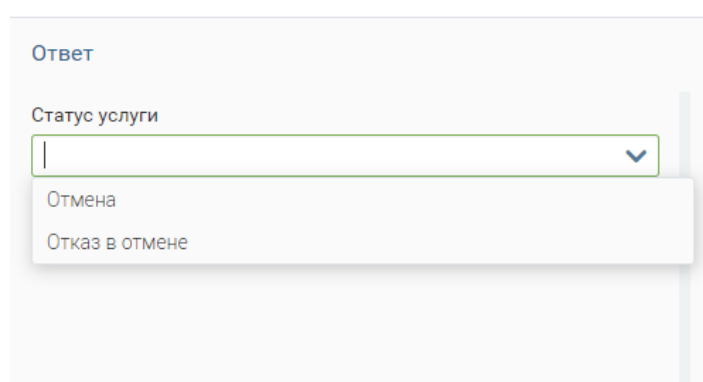 Ответ
Статус услуги
Отмена
Отказ в отмене